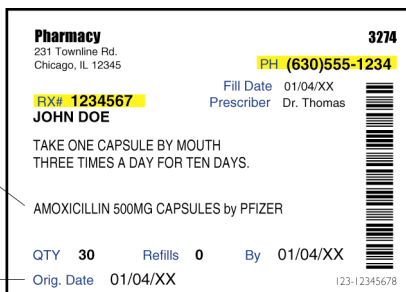 Pharmacy 3274
231 Townline Rd.
Chicago, IL 12345
PH (630)555-1234
Fill Date 01/04/XX
RX# 1234567 Prescriber Dr. Thomas
JOHN DOE
TAKE ONE CAPSULE BY MOUTH
THREE TIMES A DAY FOR TEN DAYS.
AMOXICILLIN 500MG CAPSULES by PFIZER
QTY 30 Refills 0 By 01/04/XX
Orig. Date 01/04/XX
123-12345678